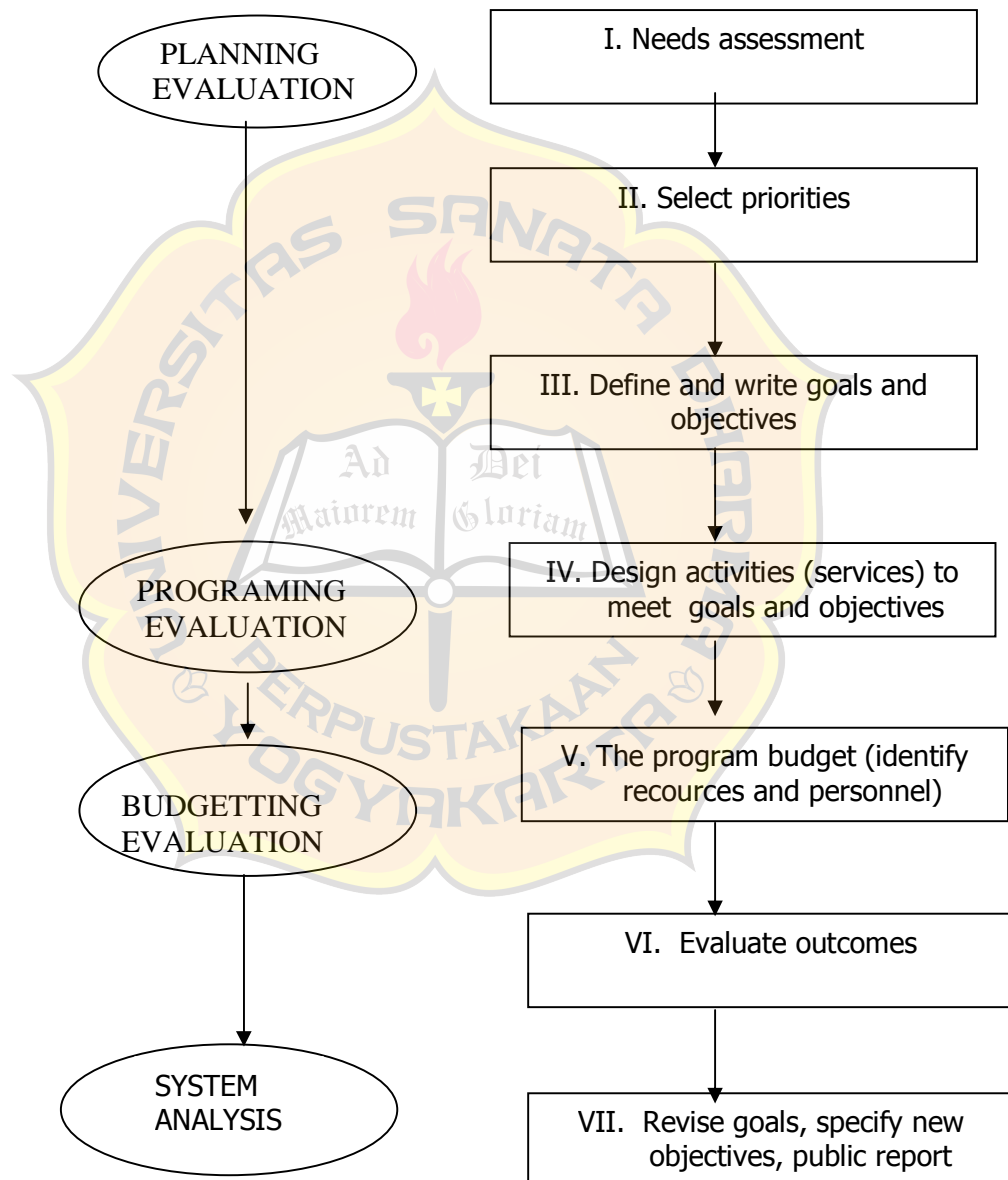 PLANNING
EVALUATION
PROGRAMING
EVALUATION
BUDGETTING
EVALUATION
SYSTEM
ANALYSIS
I. Needs assessment
II. Select priorities
III. Define and write goals and
objectives
IV. Design activities (services) to
meet goals and objectives
V. The program budget (identify
recources and personnel)
VI. Evaluate outcomes
VII. Revise goals, specify new
objectives, public report
UNIVERSITAS SANATA DHARMA
Ad
Maiorem
Dei
Gloriam
PERPUSTAKAAN
YOGYAKARTA